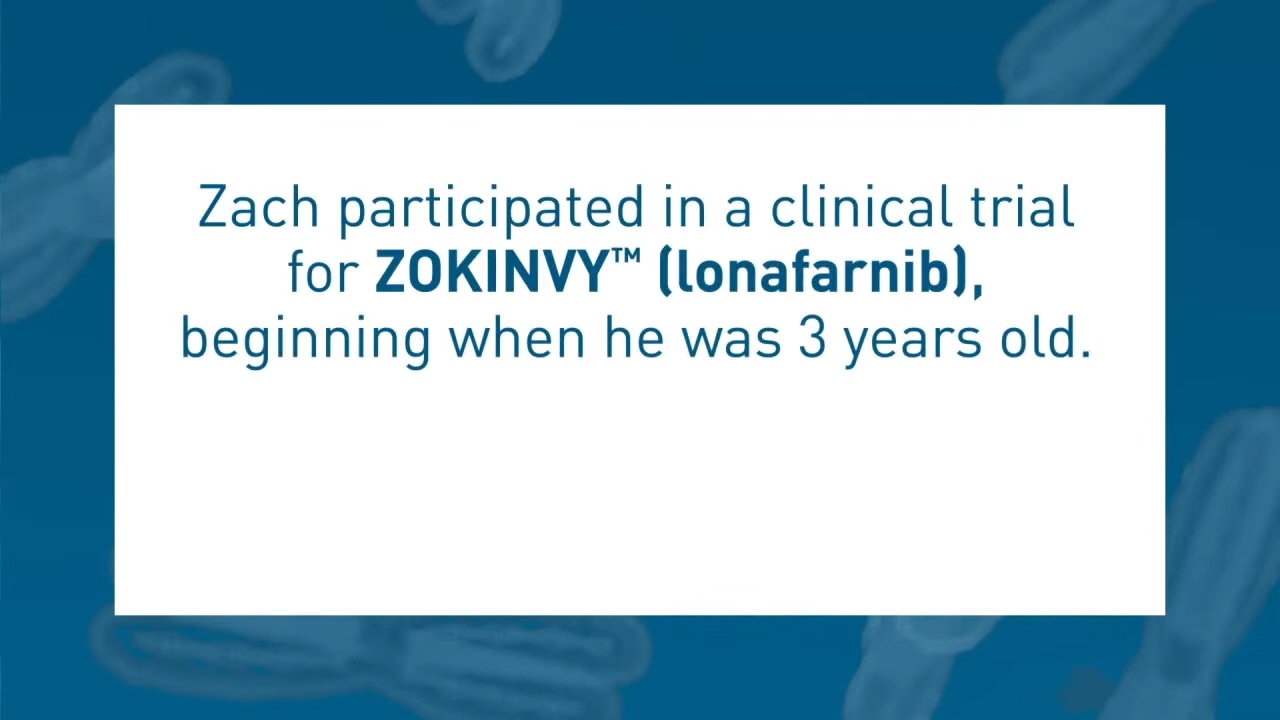 Zach participated in a clinical trial
for ZOKINVY™ (lonafarnib),
beginning when he was 3 years old.